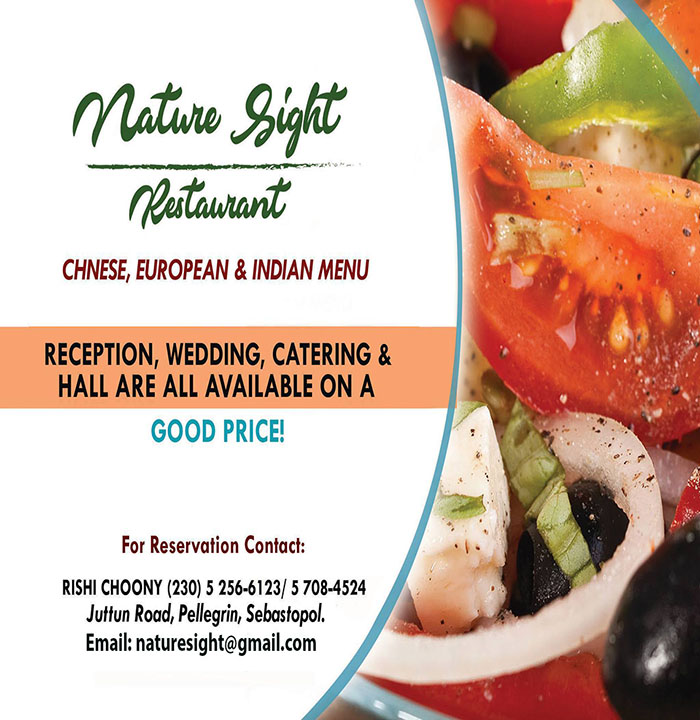 Nature Sight
Restaurant
CHNESE, EUROPEAN & INDIAN MENU
RECEPTION, WEDDING, CATERING &
HALL ARE ALL AVAILABLE ON A
GOOD PRICE!
For Reservation Contact:
RISHI CHOONY (230) 5 256-6123/ 5 708-4524
Juttun Road, Pellegrin, Sebastopol.
Email: naturesight@gmail.com